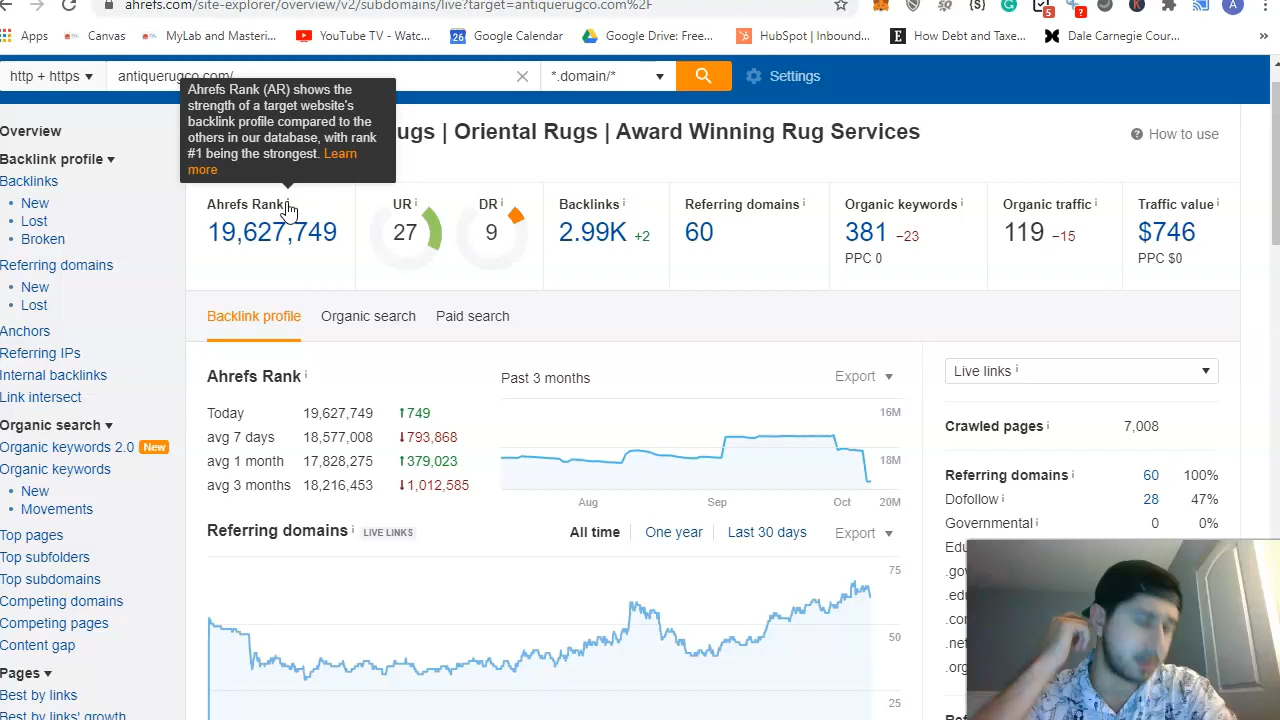 ahrefs.com/site-explorer/overview/v2/subdomains/live?target=antiquerugco.com%2F
Apps
Canvas
MyLab and Masteri...
YouTube TV - Watc...
Google Calendar
Google Drive: Free...
HubSpot | Inbound...
How Debt and Taxe...
Dale Carnegie Cour...
»
http + https
antiquerugco.com/
*.domain/*
Settings
Ahrefs Rank (AR) shows the
strength of a target website's
backlink profile compared to the
others in our database, with rank
#1 being the strongest. Learn
more
ugs | Oriental Rugs | Award Winning Rug Services
How to use
Overview
Backlink profile
Backlinks
New
Lost
Broken
Referring domains
New
Lost
Anchors
Referring IPs
Internal backlinks
Link intersect
Organic search
Organic keywords 2.0 New
Organic keywords
New
Movements
Top pages
Top subfolders
Top subdomains
Competing domains
Competing pages
Content gap
Pages
Best by links
Best by links' growth
Ahrefs Rank
19,627,749
UR
27
DR
9
Backlinks
2.99K +2
Referring domains
60
Organic keywords
381 −23
PPC 0
Organic traffic
119 −15
Traffic value
$746
PPC $0
Backlink profile
Organic search
Paid search
Ahrefs Rank
Today 19,627,749 ↑749
avg 7 days 18,577,008 ↓793,868
avg 1 month 17,828,275 ↑379,023
avg 3 months 18,216,453 ↓1,012,585
Past 3 months
Export
16M
18M
20M
Aug
Sep
Oct
Referring domains LIVE LINKS
All time
One year
Last 30 days
Export
75
50
25
Live links
Crawled pages 7,008
Referring domains 60 100%
Dofollow 28 47%
Governmental 0 0%
Edu
.gov
.edu
.con
.net
.org